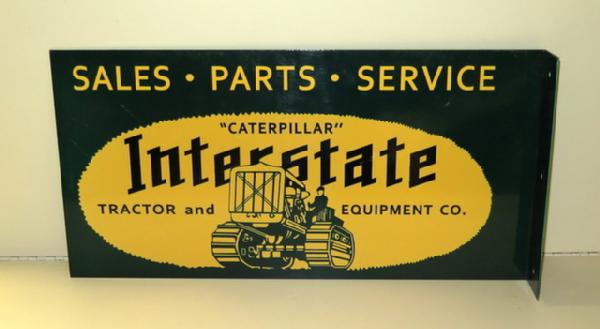 SALES • PARTS • SERVICE
"CATERPILLAR"
Interstate
TRACTOR and EQUIPMENT CO.